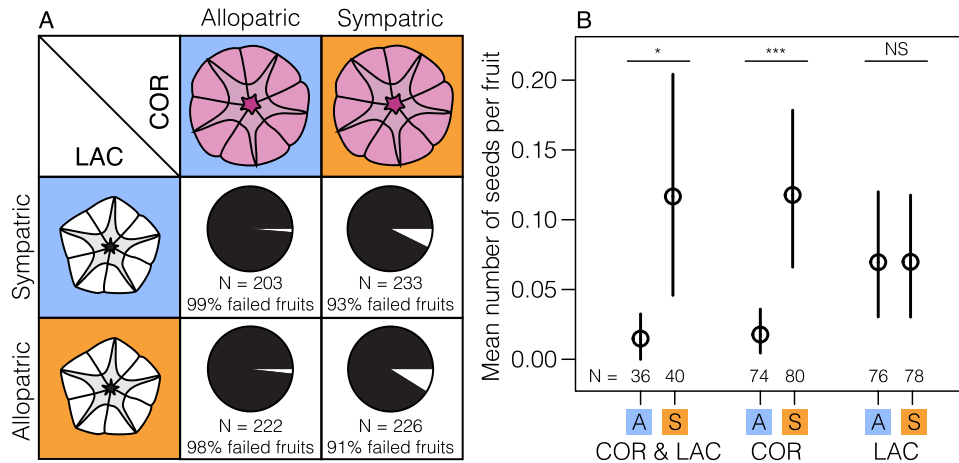 A
Allopatric
Sympatric
COR
LAC
Sympatric
N = 203
99% failed fruits
N = 233
93% failed fruits
Allopatric
N = 222
98% failed fruits
N = 226
91% failed fruits
B
Mean number of seeds per fruit
* *** NS
0.20
0.15
0.10
0.05
0.00
N = 36 40 74 80 76 78
A S A S A S
COR & LAC COR LAC